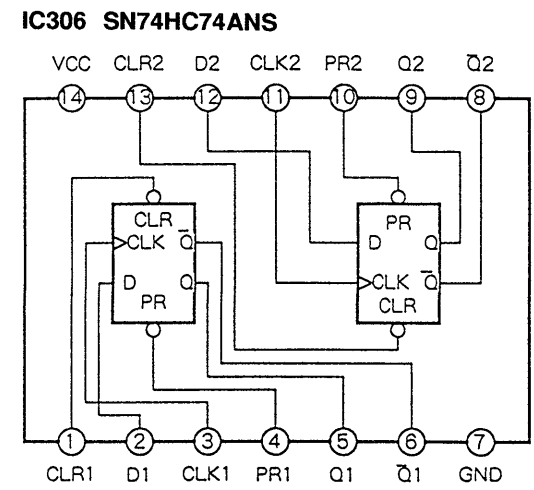 IC306 SN74HC74ANS
VCC CLR2 D2 CLK2 PR2 Q2 Q̅2
14 13 12 11 10 9 8
CLR PR
CLK Q̅ D Q
D Q CLK Q̅
PR CLR
1 2 3 4 5 6 7
CLR1 D1 CLK1 PR1 Q1 Q̅1 GND